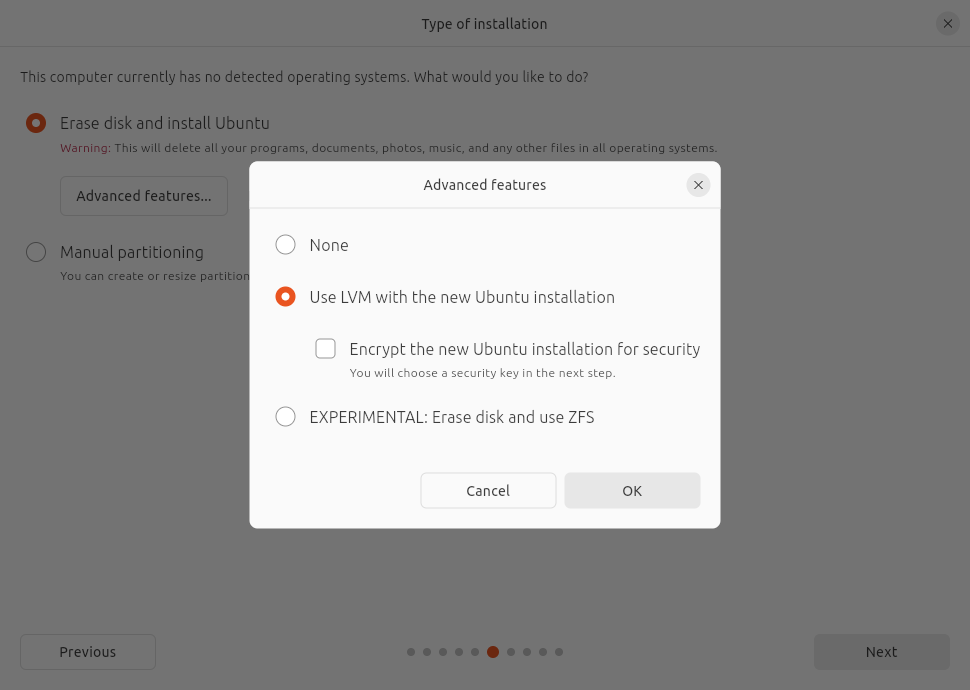 Type of installation
This computer currently has no detected operating systems. What would you like to do?
Erase disk and install Ubuntu
Warning: This will delete all your programs, documents, photos, music, and any other files in all operating systems.
Advanced features...
Manual partitioning
You can create or resize partition
Advanced features
None
Use LVM with the new Ubuntu installation
Encrypt the new Ubuntu installation for security
You will choose a security key in the next step.
EXPERIMENTAL: Erase disk and use ZFS
Cancel
OK
Previous
Next